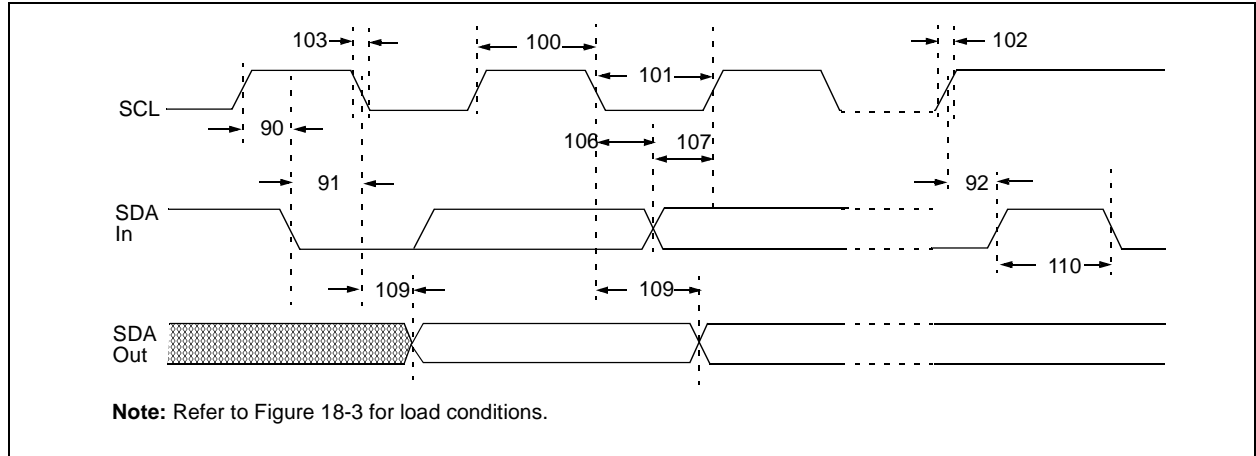 103
100
101
102
SCL
90
106
107
91
92
SDA
In
109
109
110
SDA
Out
Note: Refer to Figure 18-3 for load conditions.